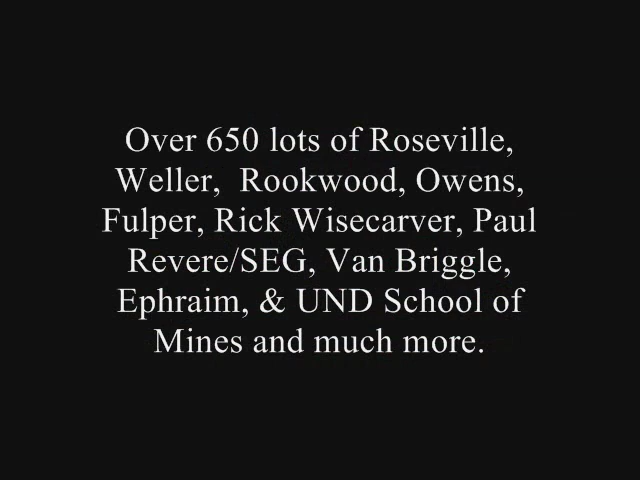 Over 650 lots of Roseville,
Weller,  Rookwood, Owens,
Fulper, Rick Wisecarver, Paul
Revere/SEG, Van Briggle,
Ephraim, & UND School of
Mines and much more.